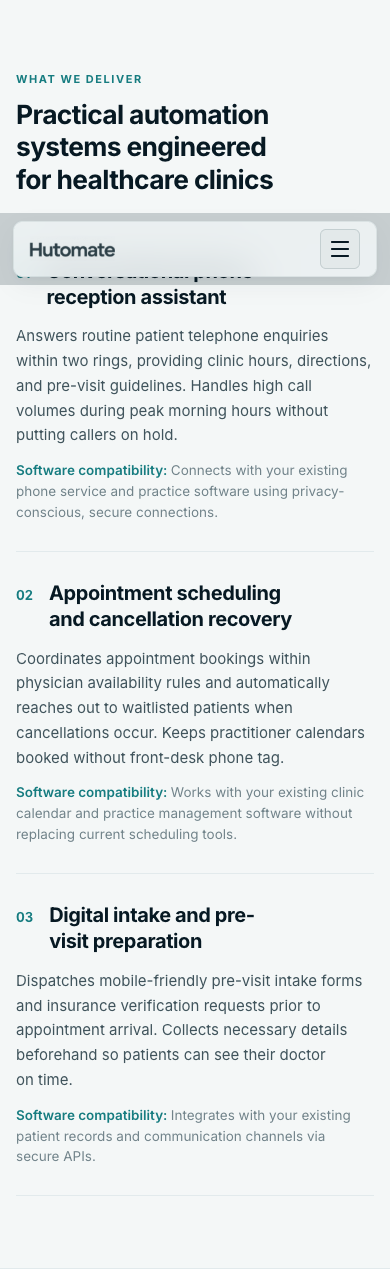 WHAT WE DELIVER
Practical automation
systems engineered
for healthcare clinics
Hutomate
Conversational phone
reception assistant
Answers routine patient telephone enquiries
within two rings, providing clinic hours, directions,
and pre-visit guidelines. Handles high call
volumes during peak morning hours without
putting callers on hold.
Software compatibility: Connects with your existing
phone service and practice software using privacy-
conscious, secure connections.
02 Appointment scheduling
and cancellation recovery
Coordinates appointment bookings within
physician availability rules and automatically
reaches out to waitlisted patients when
cancellations occur. Keeps practitioner calendars
booked without front-desk phone tag.
Software compatibility: Works with your existing clinic
calendar and practice management software without
replacing current scheduling tools.
03 Digital intake and pre-
visit preparation
Dispatches mobile-friendly pre-visit intake forms
and insurance verification requests prior to
appointment arrival. Collects necessary details
beforehand so patients can see their doctor
on time.
Software compatibility: Integrates with your existing
patient records and communication channels via
secure APIs.